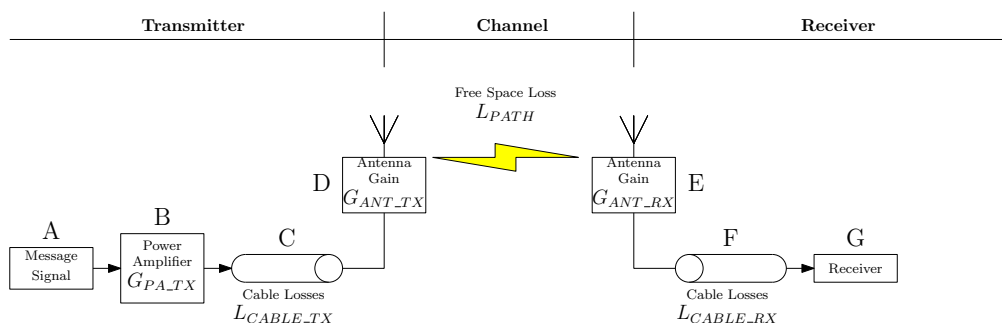 Transmitter
Channel
Receiver
Free Space Loss
L_PATH
Antenna
Gain
G_ANT_TX
D
Antenna
Gain
G_ANT_RX
E
A
Message
Signal
B
Power
Amplifier
G_PA_TX
C
Cable Losses
L_CABLE_TX
F
Cable Losses
L_CABLE_RX
G
Receiver